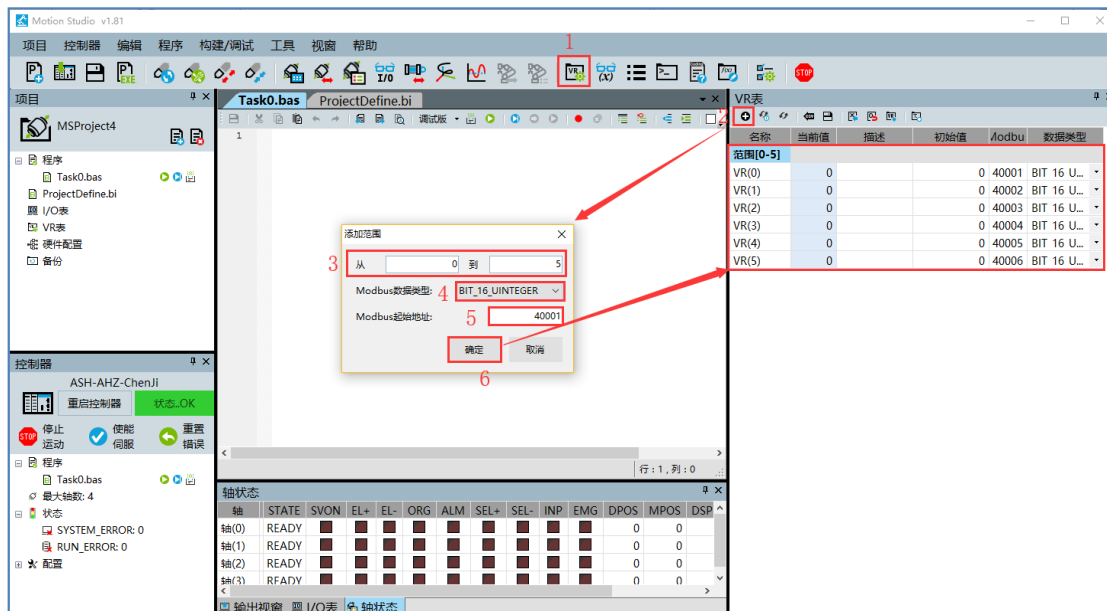 Motion Studio v1.81
项目 控制器 编辑 程序 构建/调试 工具 视窗 帮助
1
项目
MSProject4
程序
Task0.bas
ProjectDefine.bi
I/O表
VR表
硬件配置
备份
控制器
ASH-AHZ-ChenJi
重启控制器 状态..OK
停止运动 使能伺服 重置错误
程序
Task0.bas
最大轴数: 4
状态
SYSTEM_ERROR: 0
RUN_ERROR: 0
配置
Task0.bas ProjectDefine.bi
调试版
1
添加范围
3 从 0 到 5
Modbus数据类型: 4 BIT_16_UINTEGER
Modbus起始地址: 5 40001
确定 取消
6
行: 1 , 列: 0
轴状态
轴 STATE SVON EL+ EL- ORG ALM SEL+ SEL- INP EMG DPOS MPOS DSP
轴(0) READY 0 0
轴(1) READY 0 0
轴(2) READY 0 0
轴(3) READY 0 0
输出视窗 I/O表 轴状态
VR表
2
名称 当前值 描述 初始值 Modbu 数据类型
范围[0-5]
VR(0) 0 0 40001 BIT 16 U...
VR(1) 0 0 40002 BIT 16 U...
VR(2) 0 0 40003 BIT 16 U...
VR(3) 0 0 40004 BIT 16 U...
VR(4) 0 0 40005 BIT 16 U...
VR(5) 0 0 40006 BIT 16 U...